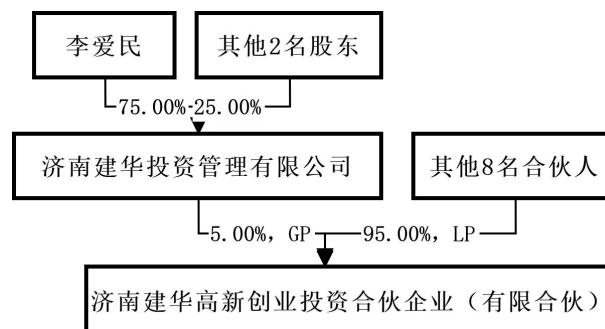 李爱民
其他2名股东
75.00%
25.00%
济南建华投资管理有限公司
其他8名合伙人
5.00%，GP
95.00%，LP
济南建华高新创业投资合伙企业（有限合伙）